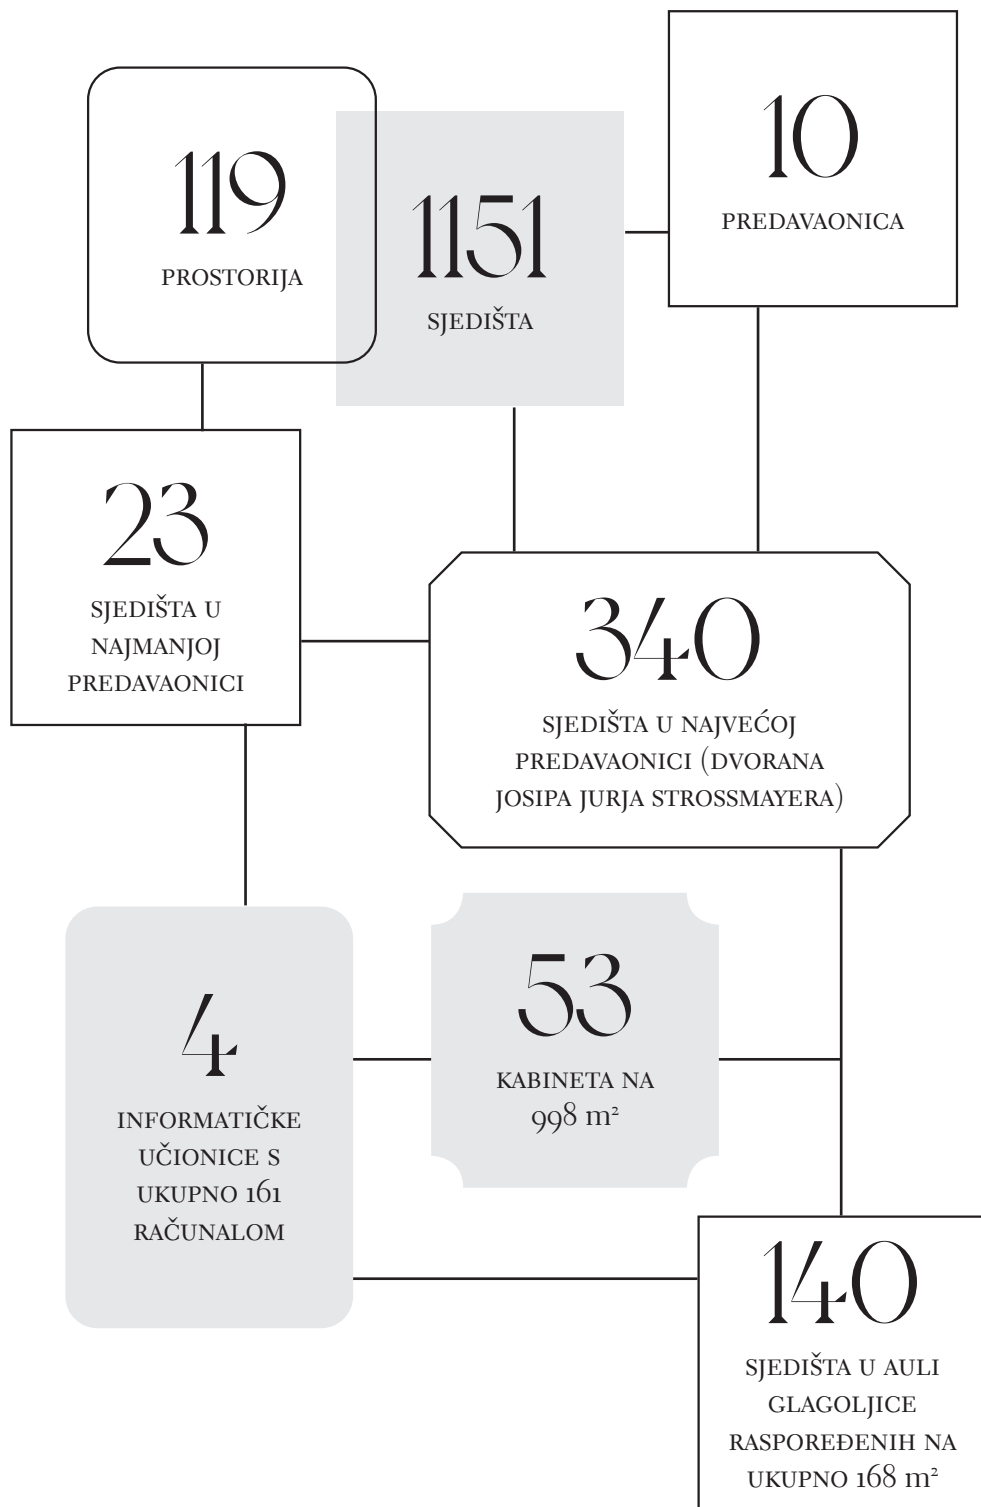 119
PROSTORIJA
1151
SJEDIŠTA
10
PREDAVAONICA
23
SJEDIŠTA U
NAJMANJOJ
PREDAVAONICI
340
SJEDIŠTA U NAJVEĆOJ
PREDAVAONICI (DVORANA
JOSIPA JURJA STROSSMAYERA)
4
INFORMATIČKE
UČIONICE S
UKUPNO 161
RAČUNALOM
53
KABINETA NA
998 m²
140
SJEDIŠTA U AULI
GLAGOLJICE
RASPOREĐENIH NA
UKUPNO 168 m²